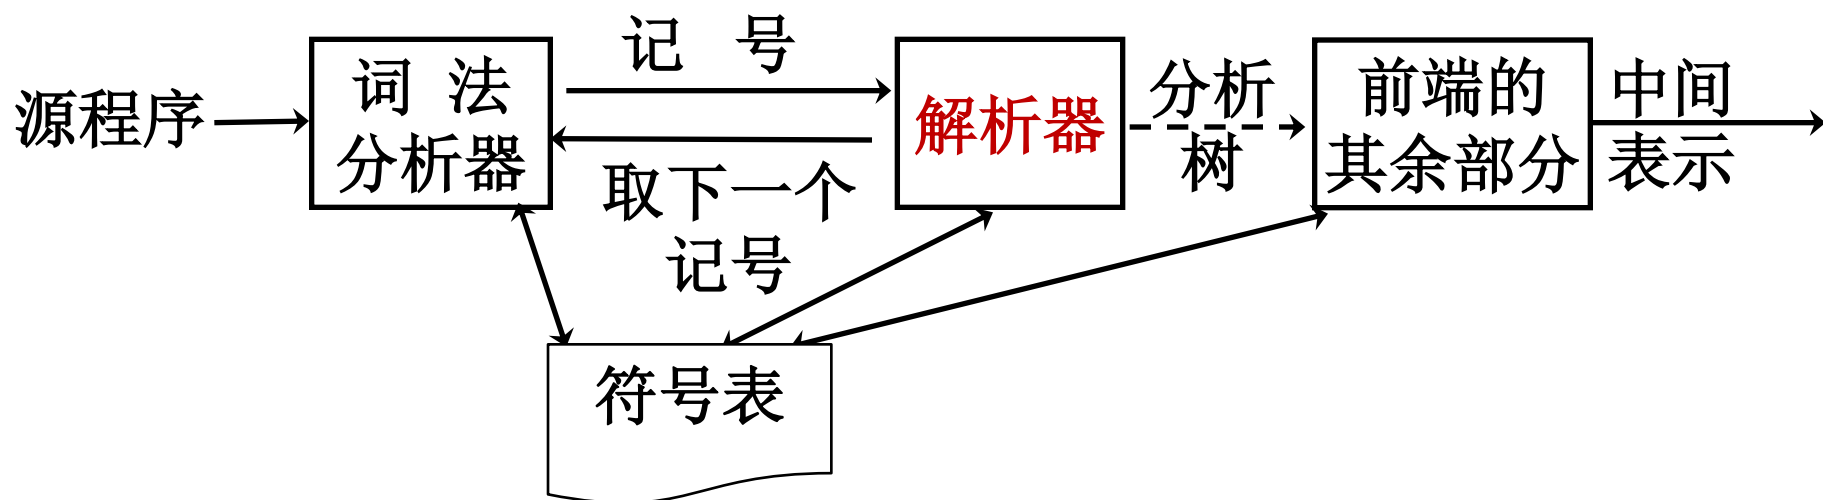 源程序
词 法
分析器
记 号
取下一个
记号
解析器
分析
树
前端的
其余部分
中间
表示
符号表